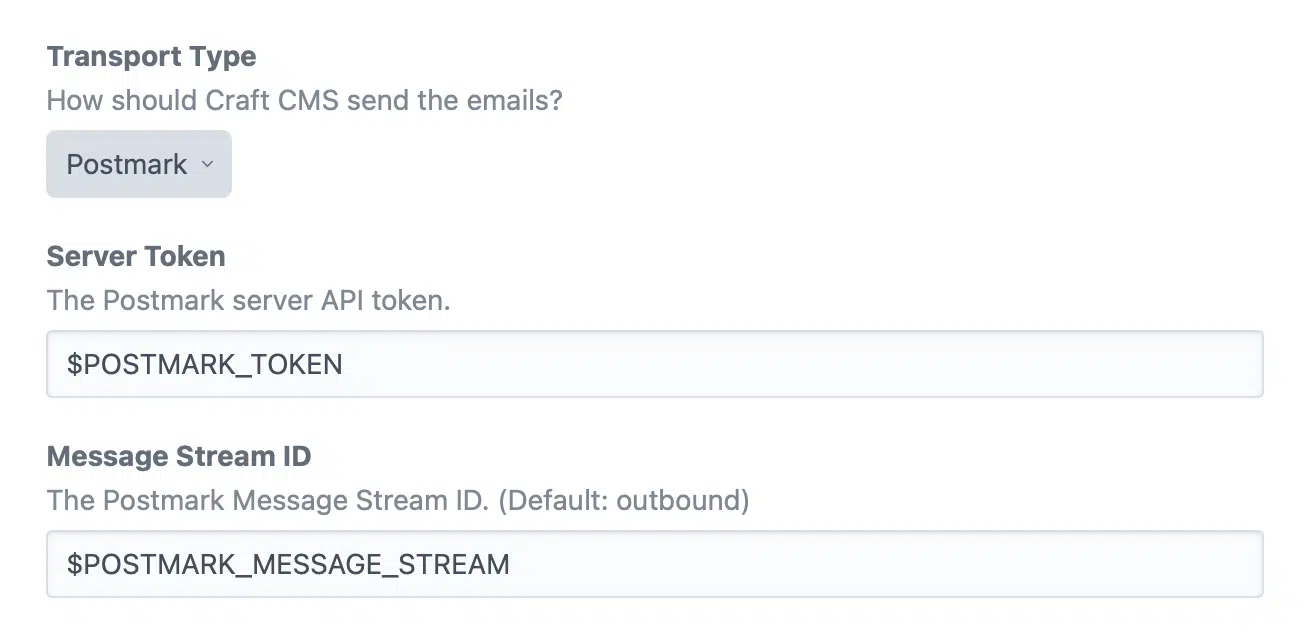 Transport Type
How should Craft CMS send the emails?
Postmark
Server Token
The Postmark server API token.
$POSTMARK_TOKEN
Message Stream ID
The Postmark Message Stream ID. (Default: outbound)
$POSTMARK_MESSAGE_STREAM